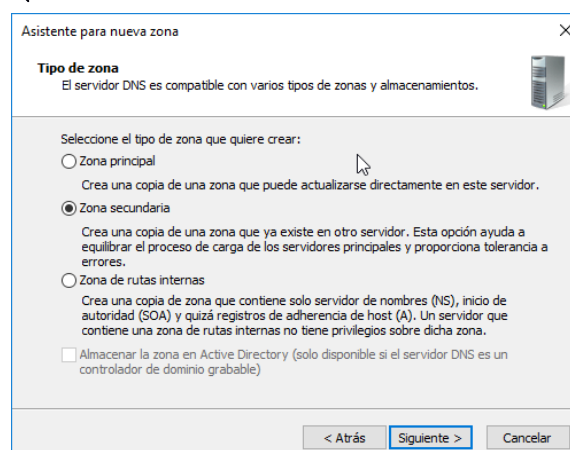 Asistente para nueva zona
Tipo de zona
El servidor DNS es compatible con varios tipos de zonas y almacenamientos.
Seleccione el tipo de zona que quiere crear:
Zona principal
Crea una copia de una zona que puede actualizarse directamente en este servidor.
Zona secundaria
Crea una copia de una zona que ya existe en otro servidor. Esta opción ayuda a
equilibrar el proceso de carga de los servidores principales y proporciona tolerancia a
errores.
Zona de rutas internas
Crea una copia de zona que contiene solo servidor de nombres (NS), inicio de
autoridad (SOA) y quizá registros de adherencia de host (A). Un servidor que
contiene una zona de rutas internas no tiene privilegios sobre dicha zona.
Almacenar la zona en Active Directory (solo disponible si el servidor DNS es un
controlador de dominio grabable)
< Atrás Siguiente > Cancelar